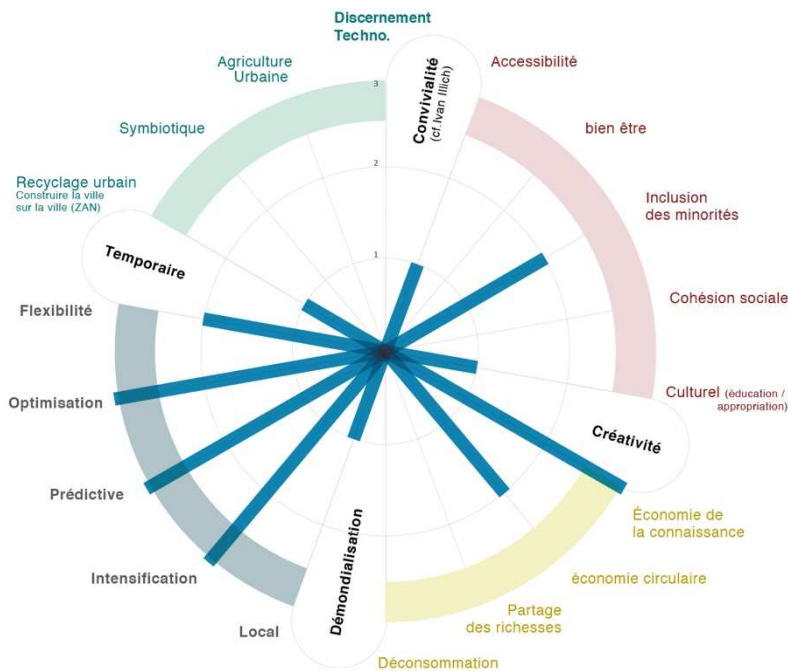 Discernement
Techno.
Agriculture
Urbaine
Symbiotique
Recyclage urbain
Construire la ville
sur la ville (ZAN)
Temporaire
Flexibilité
Optimisation
Prédictive
Intensification
Local
Démondialisation
Déconsommation
Partage
des richesses
économie circulaire
Économie de
la connaissance
Créativité
Culturel (éducation /
appropriation)
Cohésion sociale
Inclusion
des minorités
bien être
Accessibilité
Convivialité
(cf.Ivan Illich)
3
2
1